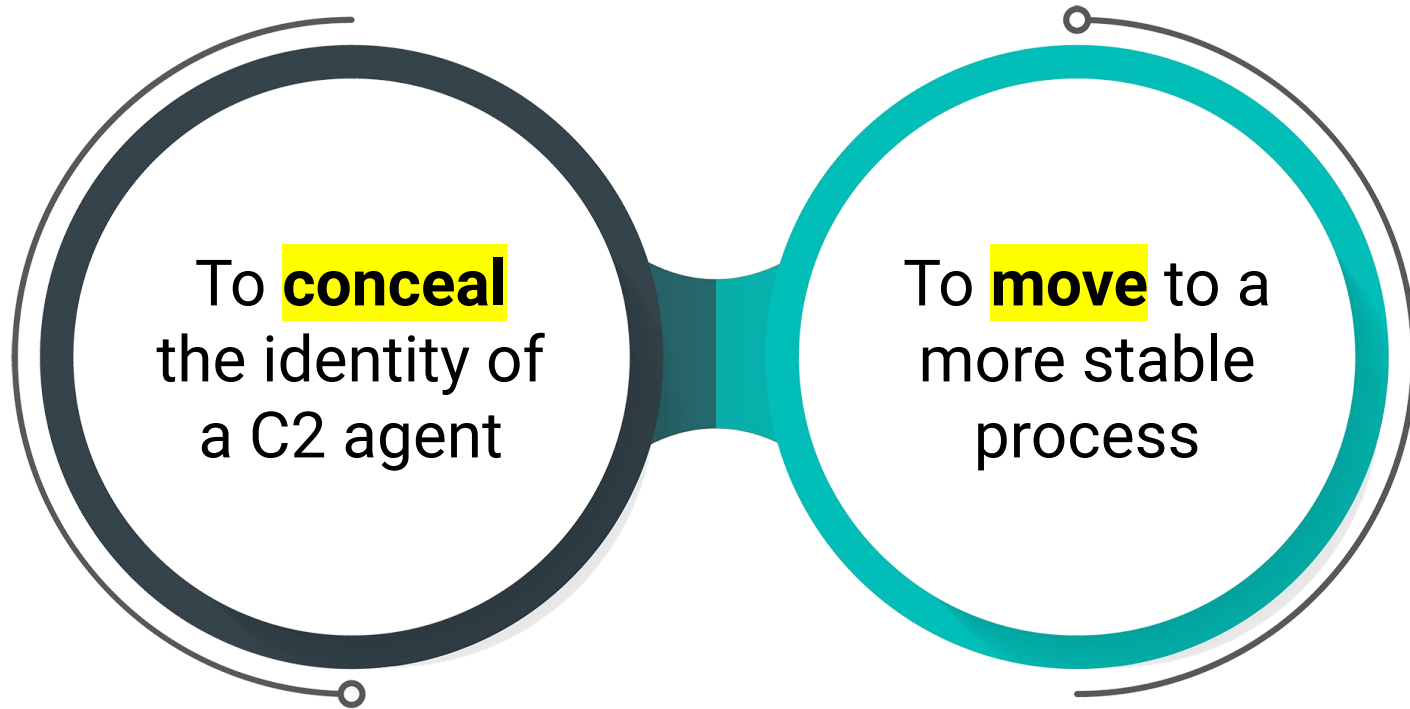 To conceal
the identity of
a C2 agent
To move to a
more stable
process